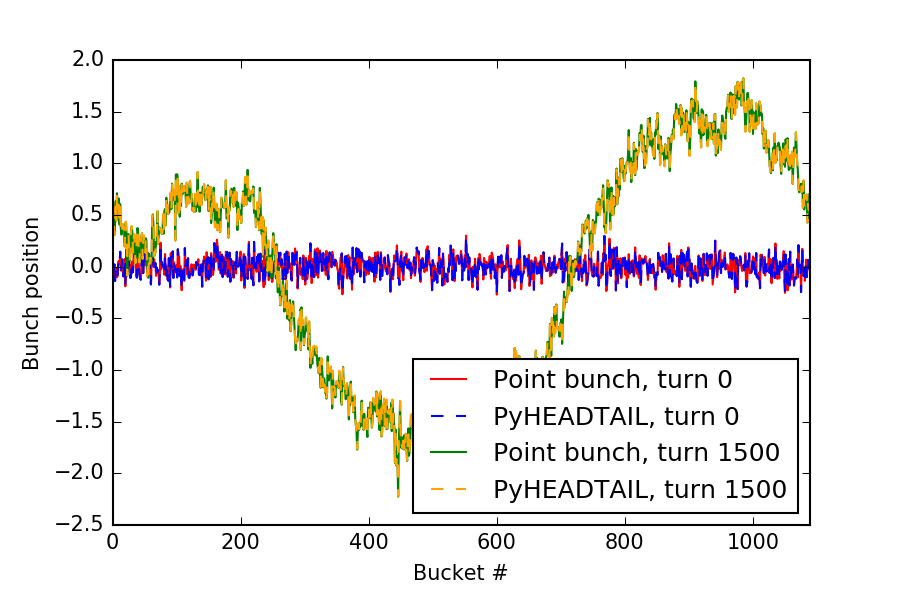 2.0
1.5
1.0
0.5
0.0
−0.5
−1.0
−1.5
−2.0
−2.5
Bunch position
Point bunch, turn 0
PyHEADTAIL, turn 0
Point bunch, turn 1500
PyHEADTAIL, turn 1500
0 200 400 600 800 1000
Bucket #